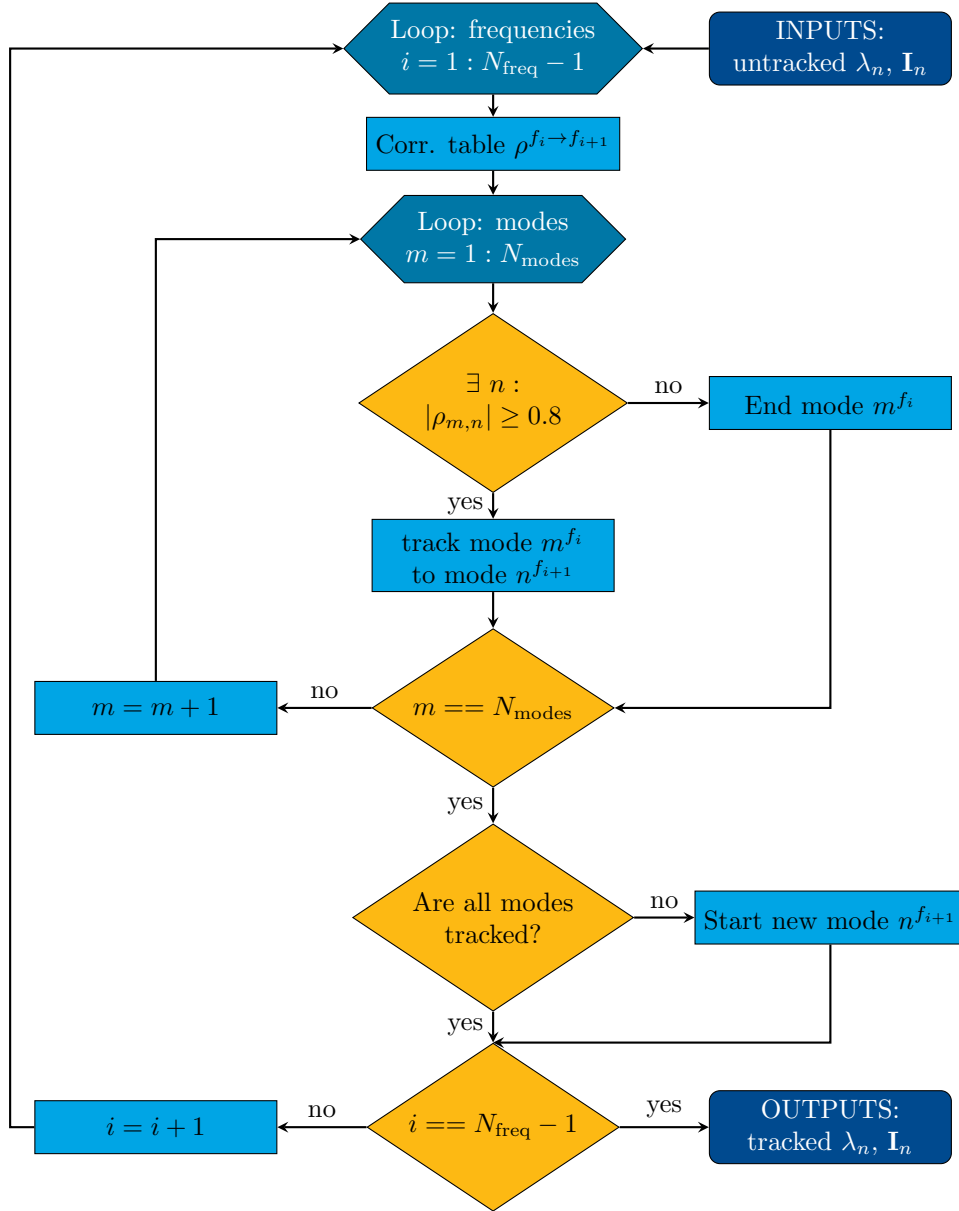 Loop: frequencies
i = 1 : N_freq − 1
INPUTS:
untracked λ_n, I_n
Corr. table ρ^{f_i→f_{i+1}}
Loop: modes
m = 1 : N_modes
∃ n :
|ρ_{m,n}| ≥ 0.8
no
End mode m^{f_i}
yes
track mode m^{f_i}
to mode n^{f_{i+1}}
m == N_modes
no
m = m + 1
yes
Are all modes
tracked?
no
Start new mode n^{f_{i+1}}
yes
i == N_freq − 1
no
i = i + 1
yes
OUTPUTS:
tracked λ_n, I_n